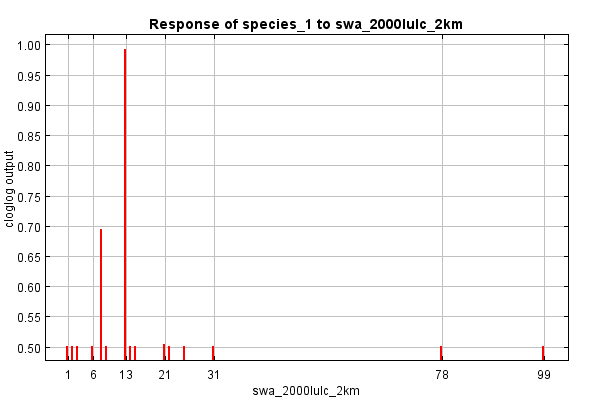 Response of species_1 to swa_2000lulc_2km
1.00
0.95
0.90
0.85
0.80
0.75
0.70
0.65
0.60
0.55
0.50
cloglog output
1 6 13 21 31 78 99
swa_2000lulc_2km